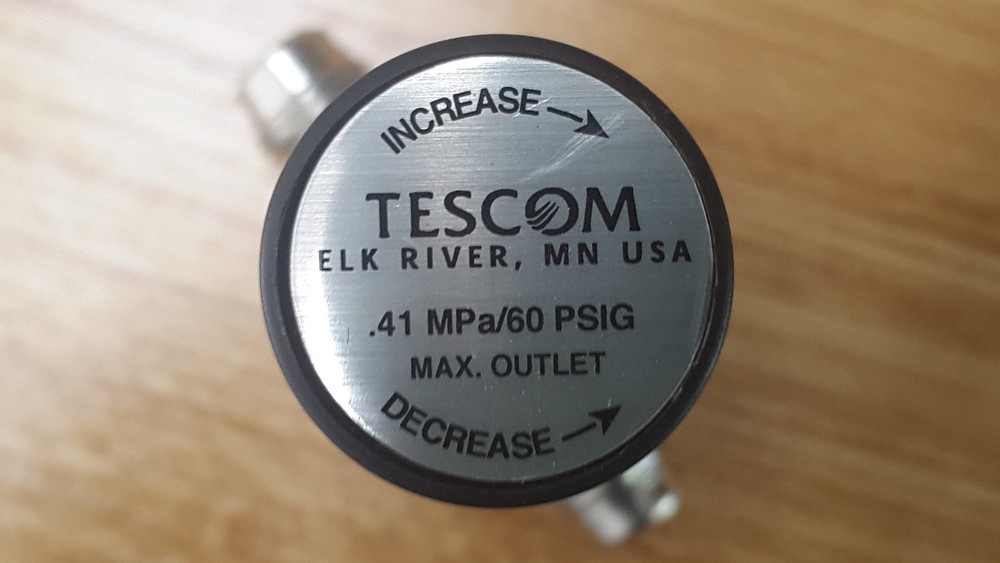 INCREASE
TESCOM
ELK RIVER, MN USA
.41 MPa/60 PSIG
MAX. OUTLET
DECREASE